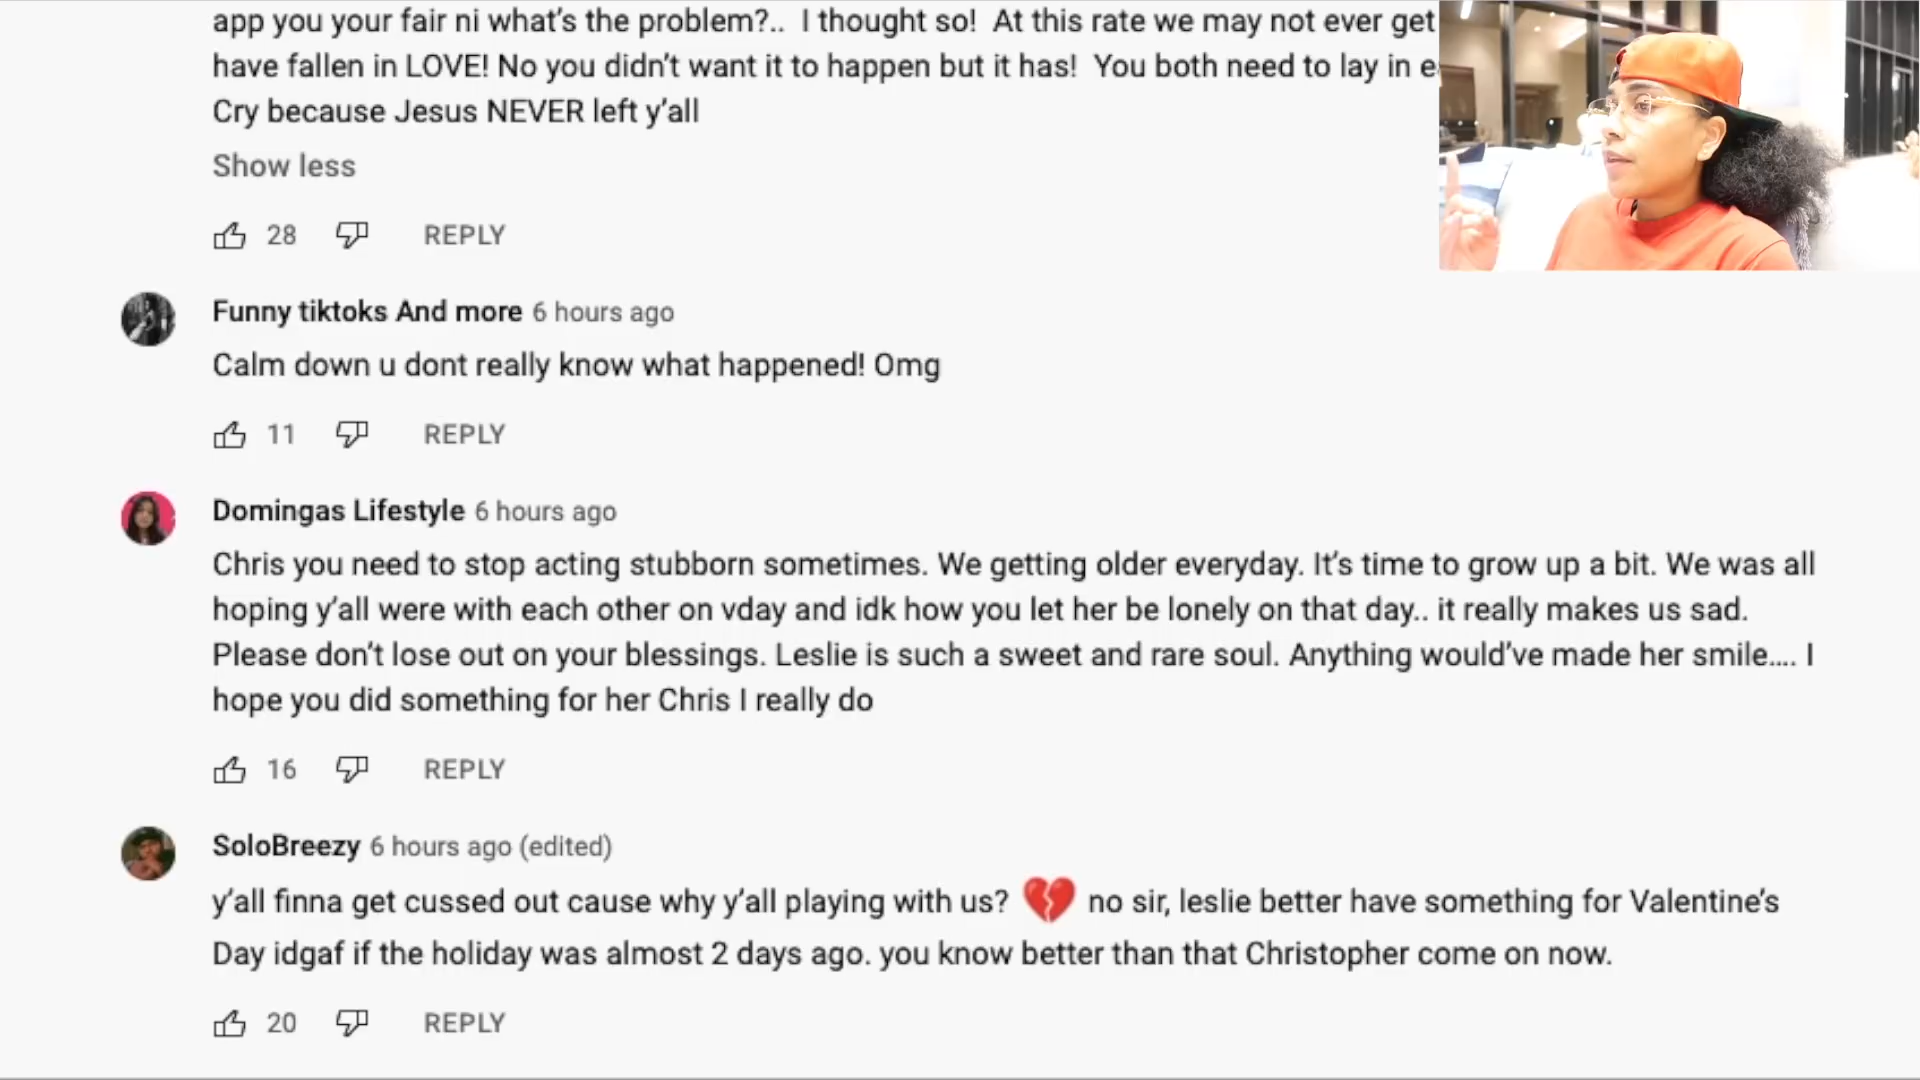 app you your fair ni what's the problem?.. I thought so! At this rate we may not ever get
have fallen in LOVE! No you didn't want it to happen but it has! You both need to lay in
Cry because Jesus NEVER left y'all
Show less
28 REPLY
Funny tiktoks And more 6 hours ago
Calm down u dont really know what happened! Omg
11 REPLY
Domingas Lifestyle 6 hours ago
Chris you need to stop acting stubborn sometimes. We getting older everyday. It's time to grow up a bit. We was all
hoping y'all were with each other on vday and idk how you let her be lonely on that day.. it really makes us sad.
Please don't lose out on your blessings. Leslie is such a sweet and rare soul. Anything would've made her smile.... I
hope you did something for her Chris I really do
16 REPLY
SoloBreezy 6 hours ago (edited)
y'all finna get cussed out cause why y'all playing with us? 💔 no sir, leslie better have something for Valentine's
Day idgaf if the holiday was almost 2 days ago. you know better than that Christopher come on now.
20 REPLY